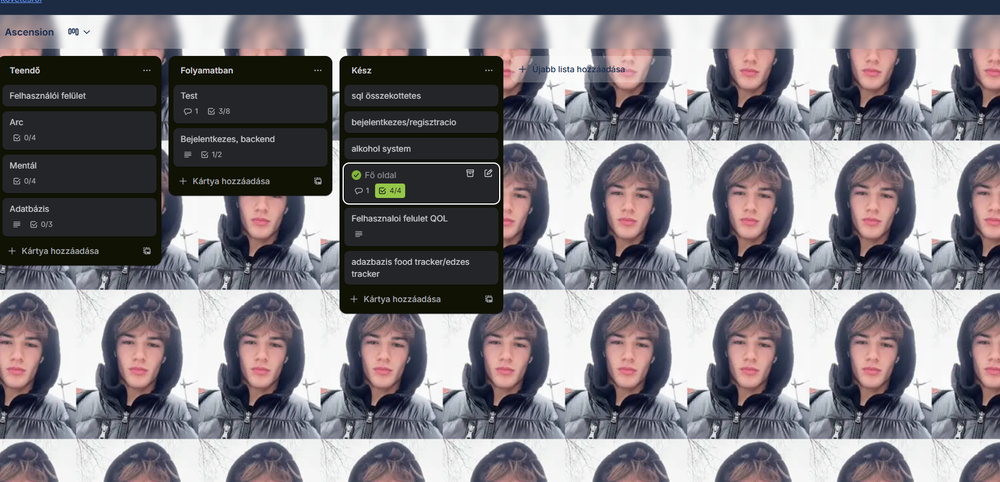 követésről
Ascension
Teendő
Felhasználói felület
Arc
0/4
Mentál
0/4
Adatbázis
0/3
Kártya hozzáadása
Folyamatban
Test
1 3/8
Bejelentkezes, backend
1/2
Kártya hozzáadása
Kész
sql összekottetes
bejelentkezes/regisztracio
alkohol system
Fő oldal
1 4/4
Felhasznaloi felulet QOL
adazbazis food tracker/edzes
tracker
Kártya hozzáadása
Újabb lista hozzáadása